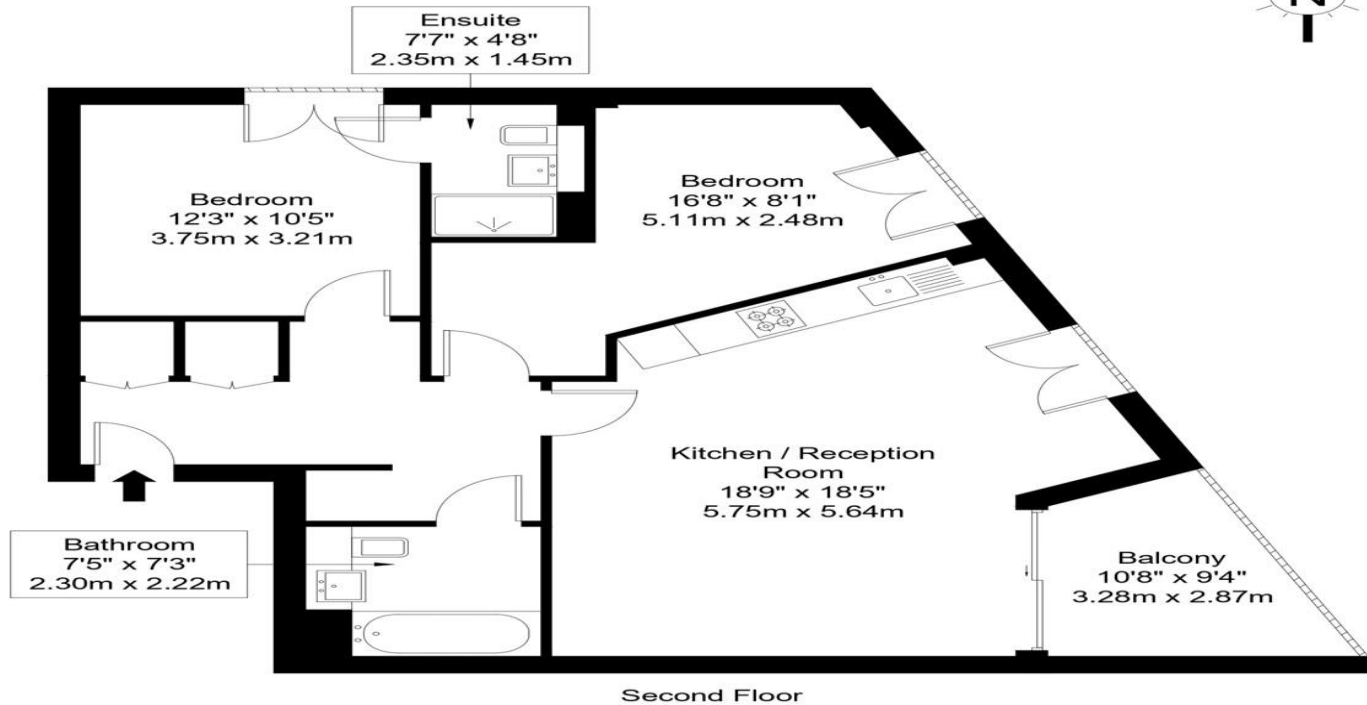 N
Ensuite
7'7" x 4'8"
2.35m x 1.45m
Bedroom
12'3" x 10'5"
3.75m x 3.21m
Bedroom
16'8" x 8'1"
5.11m x 2.48m
Kitchen / Reception
Room
18'9" x 18'5"
5.75m x 5.64m
Bathroom
7'5" x 7'3"
2.30m x 2.22m
Balcony
10'8" x 9'4"
3.28m x 2.87m
Second Floor